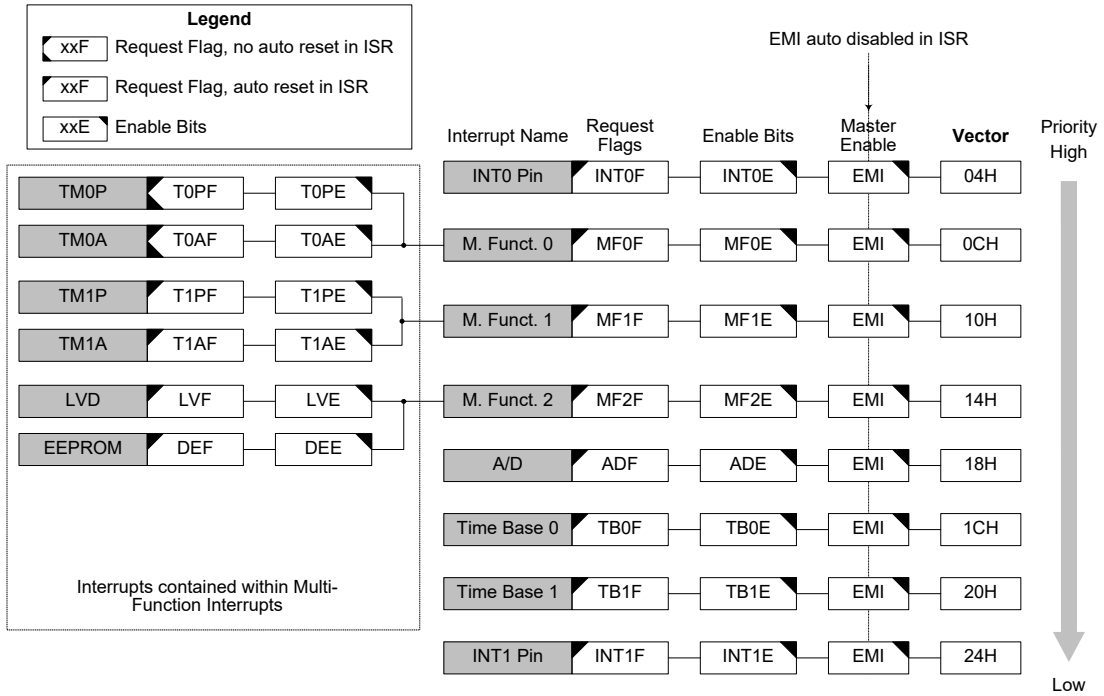 Legend
xxF Request Flag, no auto reset in ISR
xxF Request Flag, auto reset in ISR
xxE Enable Bits
EMI auto disabled in ISR
Interrupt Name Request Flags Enable Bits Master Enable Vector Priority
High
INT0 Pin INT0F INT0E EMI 04H
TM0P T0PF T0PE
TM0A T0AF T0AE M. Funct. 0 MF0F MF0E EMI 0CH
TM1P T1PF T1PE
M. Funct. 1 MF1F MF1E EMI 10H
TM1A T1AF T1AE
LVD LVF LVE M. Funct. 2 MF2F MF2E EMI 14H
EEPROM DEF DEE
A/D ADF ADE EMI 18H
Time Base 0 TB0F TB0E EMI 1CH
Interrupts contained within Multi-
Function Interrupts
Time Base 1 TB1F TB1E EMI 20H
INT1 Pin INT1F INT1E EMI 24H
Low